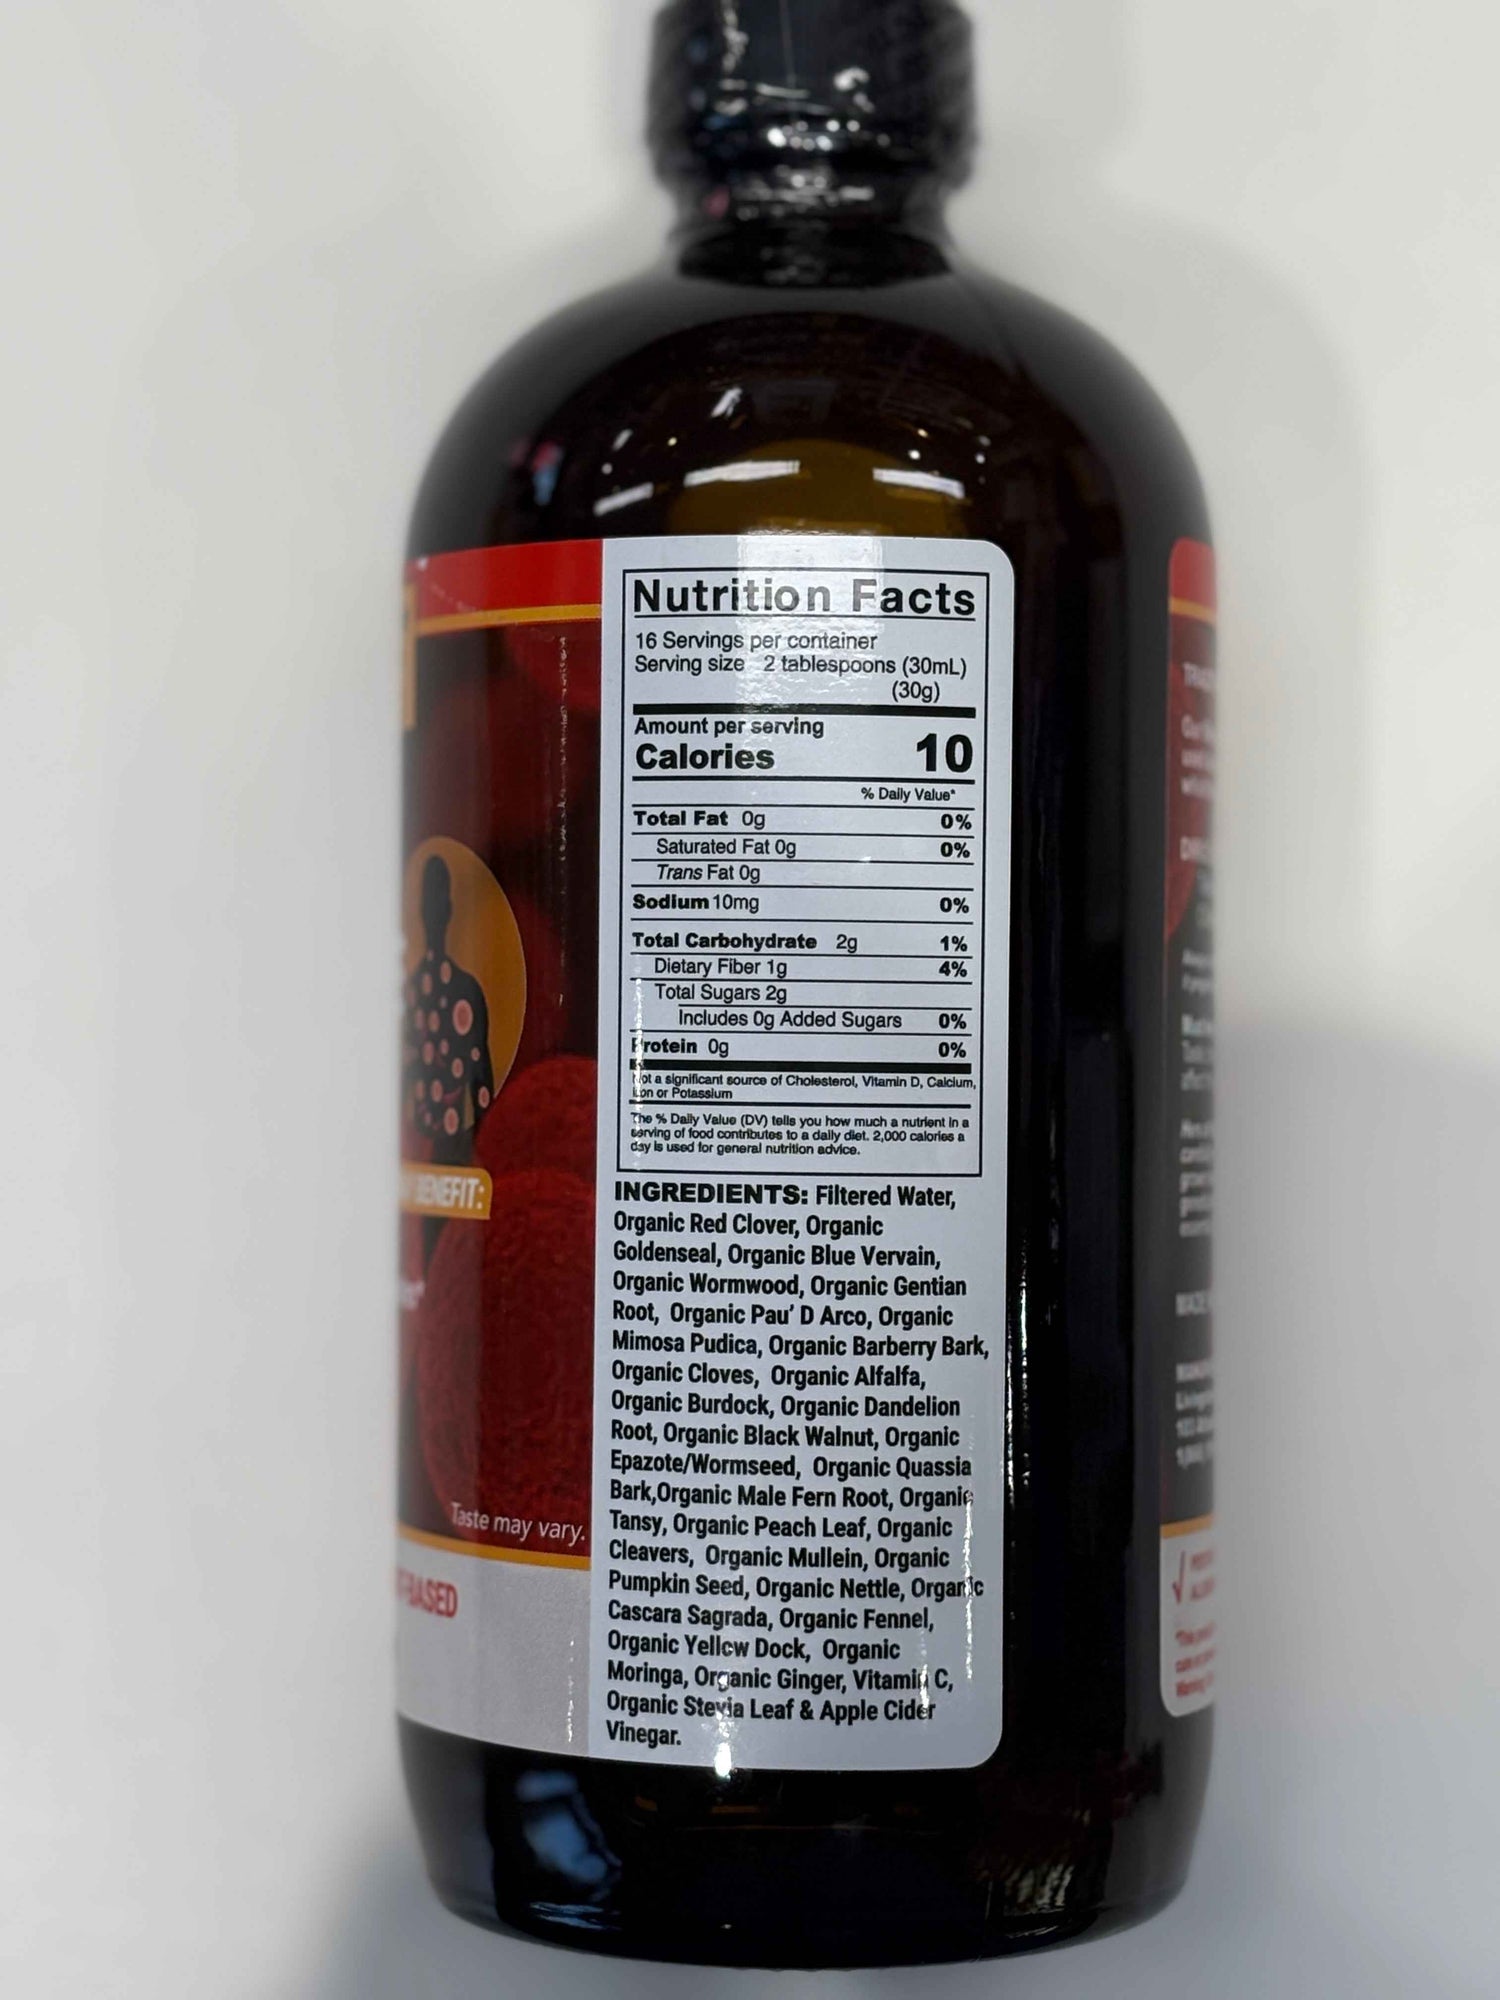 Nutrition Facts
16 Servings per container
Serving size 2 tablespoons (30mL)
(30g)
Amount per serving
Calories 10
% Daily Value*
Total Fat 0g 0%
Saturated Fat 0g 0%
Trans Fat 0g
Sodium 10mg 0%
Total Carbohydrate 2g 1%
Dietary Fiber 1g 4%
Total Sugars 2g
Includes 0g Added Sugars 0%
Protein 0g 0%
Not a significant source of Cholesterol, Vitamin D, Calcium,
Iron or Potassium
The % Daily Value (DV) tells you how much a nutrient in a
serving of food contributes to a daily diet. 2,000 calories a
day is used for general nutrition advice.
INGREDIENTS: Filtered Water,
Organic Red Clover, Organic
Goldenseal, Organic Blue Vervain,
Organic Wormwood, Organic Gentian
Root, Organic Pau' D Arco, Organic
Mimosa Pudica, Organic Barberry Bark,
Organic Cloves, Organic Alfalfa,
Organic Burdock, Organic Dandelion
Root, Organic Black Walnut, Organic
Epazote/Wormseed, Organic Quassia
Bark,Organic Male Fern Root, Organic
Tansy, Organic Peach Leaf, Organic
Cleavers, Organic Mullein, Organic
Pumpkin Seed, Organic Nettle, Organic
Cascara Sagrada, Organic Fennel,
Organic Yellow Dock, Organic
Moringa, Organic Ginger, Vitamin C,
Organic Stevia Leaf & Apple Cider
Vinegar.
BENEFIT:
Taste may vary.
BASED